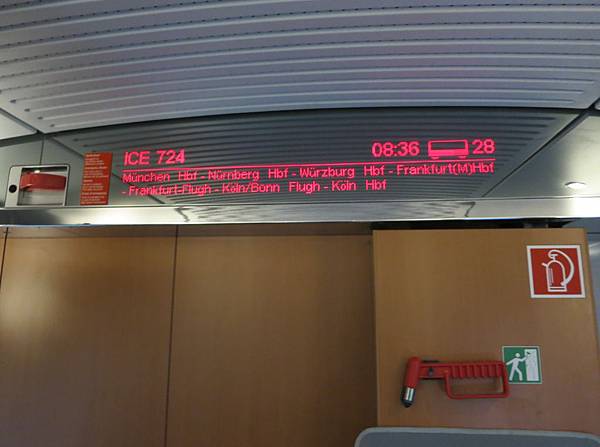 ICE 724 08:36 28
München Hbf - Nürnberg Hbf - Würzburg Hbf - Frankfurt(M)Hbf
- Frankfurt-Flugh - Köln/Bonn Flugh - Köln Hbf